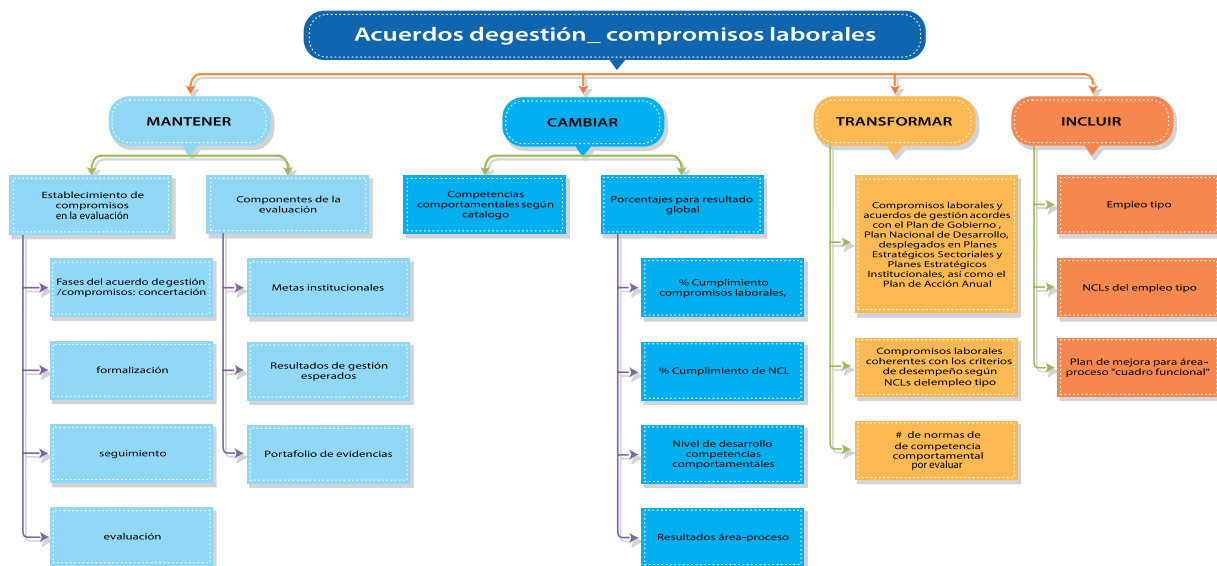 Acuerdos degestión_ compromisos laborales
MANTENER
CAMBIAR
TRANSFORMAR
INCLUIR
Establecimiento de
compromisos
en la evaluación
Fases del acuerdo de gestión
/compromisos: concertación
formalización
seguimiento
evaluación
Componentes de la
evaluación
Metas institucionales
Resultados de gestión
esperados
Portafolio de evidencias
Competencias
comportamentales según
catalogo
Porcentajes para resultado
global
% Cumplimiento
compromisos laborales,
% Cumplimiento de NCL
Nivel de desarrollo
competencias
comportamentales
Resultados área-proceso
Compromisos laborales y
acuerdos de gestión acordes
con el Plan de Gobierno ,
Plan Nacional de Desarrollo,
desplegados en Planes
Estratégicos Sectoriales y
Planes Estratégicos
Institucionales, así como el
Plan de Acción Anual
Compromisos laborales
coherentes con los criterios
de desempeño según
NCLs delempleo tipo
# de normas de
de competencia
comportamental
por evaluar
Empleo tipo
NCLs del empleo tipo
Plan de mejora para área-
proceso "cuadro funcional"